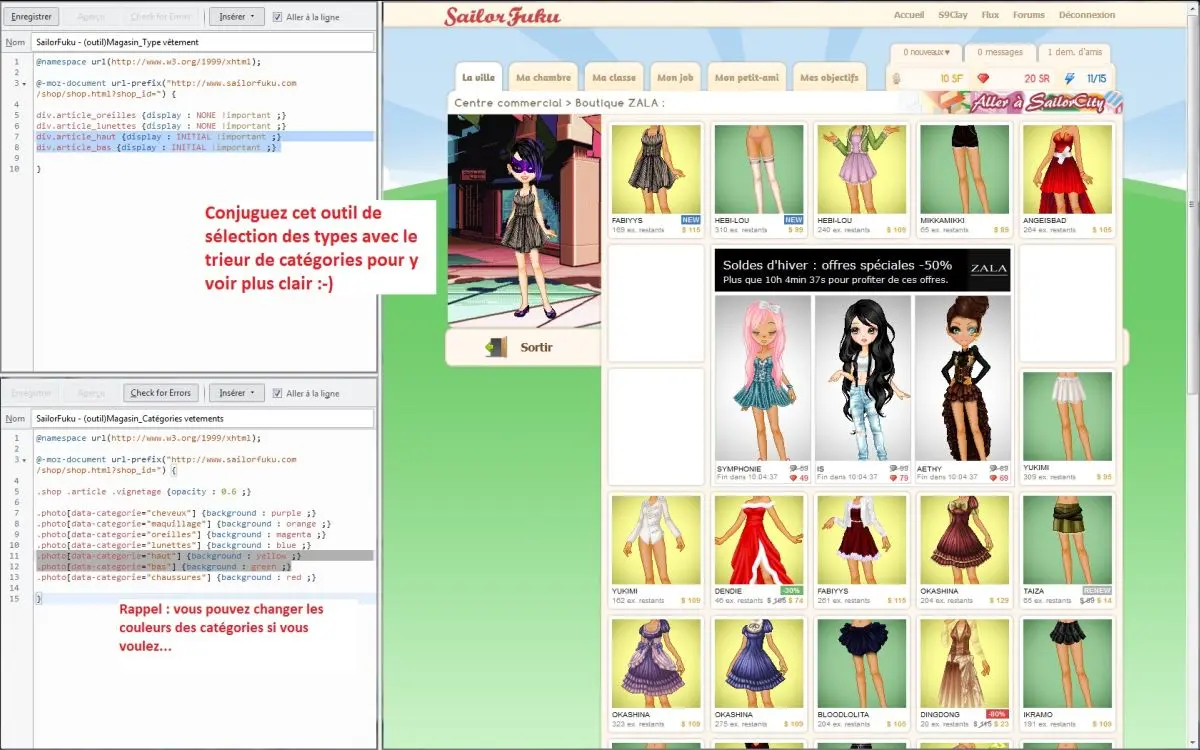 Enregistrer Aperçu Check for Errors Insérer Aller à la ligne
Nom SailorFuku - (outil)Magasin_Type vêtement
1 @namespace url(http://www.w3.org/1999/xhtml);
2
3 @-moz-document url-prefix("http://www.sailorfuku.com
/shop/shop.html?shop_id=") {
4
5 div.article_oreilles {display : NONE !important ;}
6 div.article_lunettes {display : NONE !important ;}
7 div.article_haut {display : INITIAL !important ;}
8 div.article_bas {display : INITIAL !important ;}
9
10 }
Conjuguez cet outil de
sélection des types avec le
trieur de catégories pour y
voir plus clair :-)
Enregistrer Aperçu Check for Errors Insérer Aller à la ligne
Nom SailorFuku - (outil)Magasin_Catégories vetements
1 @namespace url(http://www.w3.org/1999/xhtml);
2
3 @-moz-document url-prefix("http://www.sailorfuku.com
/shop/shop.html?shop_id=") {
4
5 .shop .article .vignetage {opacity : 0.6 ;}
6
7 .photo[data-categorie="cheveux"] {background : purple ;}
8 .photo[data-categorie="maquillage"] {background : orange ;}
9 .photo[data-categorie="oreilles"] {background : magenta ;}
10 .photo[data-categorie="lunettes"] {background : blue ;}
11 .photo[data-categorie="haut"] {background : yellow ;}
12 .photo[data-categorie="bas"] {background : green ;}
13 .photo[data-categorie="chaussures"] {background : red ;}
14
15 }
Rappel : vous pouvez changer les
couleurs des catégories si vous
voulez...
SailorFuku
Accueil S9Clay Flux Forums Déconnexion
0 nouveaux♥ 0 messages 1 dem. d'amis
La ville Ma chambre Ma classe Mon job Mon petit-ami Mes objectifs
10 SF 20 SR 11/15
Centre commercial > Boutique ZALA :
Aller à SailorCity
Sortir
FABIYYS NEW HEBI-LOU NEW HEBI-LOU MIKKAMIKKI ANGEISBAD
169 ex. restants $ 115 310 ex. restants $ 99 240 ex. restants $ 109 65 ex. restants $ 89 264 ex. restants $ 105
Soldes d'hiver : offres spéciales -50% ZALA
Plus que 10h 4min 37s pour profiter de ces offres.
SYMPHONIE IS AETHY YUKIMI
Fin dans 10:04:37 49 Fin dans 10:04:37 79 Fin dans 10:04:37 69 309 ex. restants $ 95
YUKIMI DENDIE -30% FABIYYS OKASHINA TAIZA RENEW
162 ex. restants $ 109 46 ex. restants $ 105 $ 74 261 ex. restants $ 115 204 ex. restants $ 129 66 ex. restants $ 89 $ 14
OKASHINA OKASHINA BLOODLOLITA DINGDONG -80% IKRAMO
323 ex. restants $ 109 275 ex. restants $ 109 204 ex. restants $ 105 20 ex. restants $ 115 $ 23 191 ex. restants $ 109